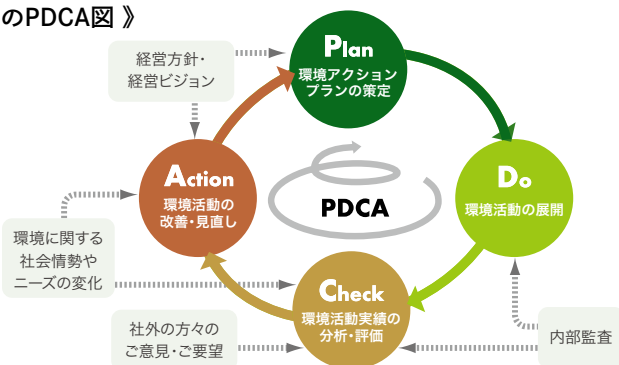 のPDCA図 》
経営方針・
経営ビジョン
Plan
環境アクション
プランの策定
Action
環境活動の
改善・見直し
PDCA
Do
環境活動の展開
環境に関する
社会情勢や
ニーズの変化
Check
環境活動実績の
分析・評価
社外の方々の
ご意見・ご要望
内部監査